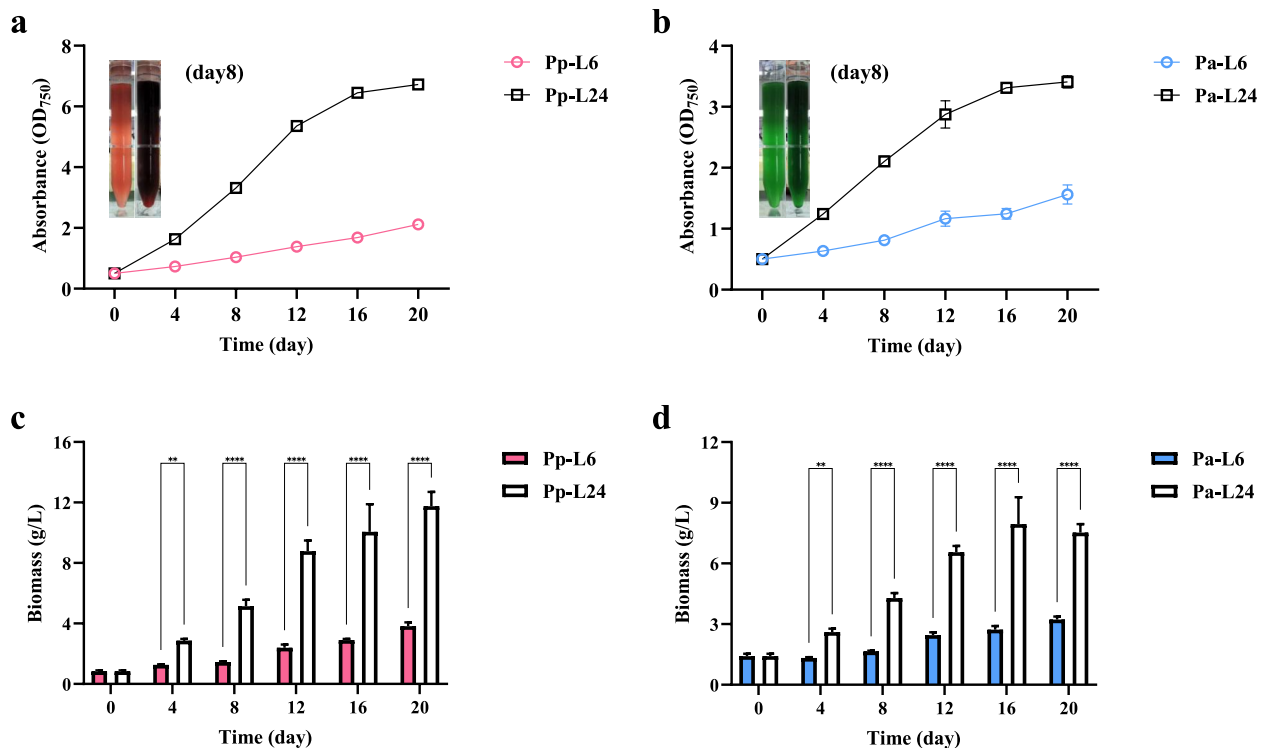 a
8
6
4
2
0
Absorbance (OD750)
(day8)
Pp-L6
Pp-L24
0 4 8 12 16 20
Time (day)
b
4
3
2
1
0
Absorbance (OD750)
(day8)
Pa-L6
Pa-L24
0 4 8 12 16 20
Time (day)
c
16
12
8
4
0
Biomass (g/L)
** **** **** **** ****
Pp-L6
Pp-L24
0 4 8 12 16 20
Time (day)
d
12
9
6
3
0
Biomass (g/L)
** **** **** **** ****
Pa-L6
Pa-L24
0 4 8 12 16 20
Time (day)